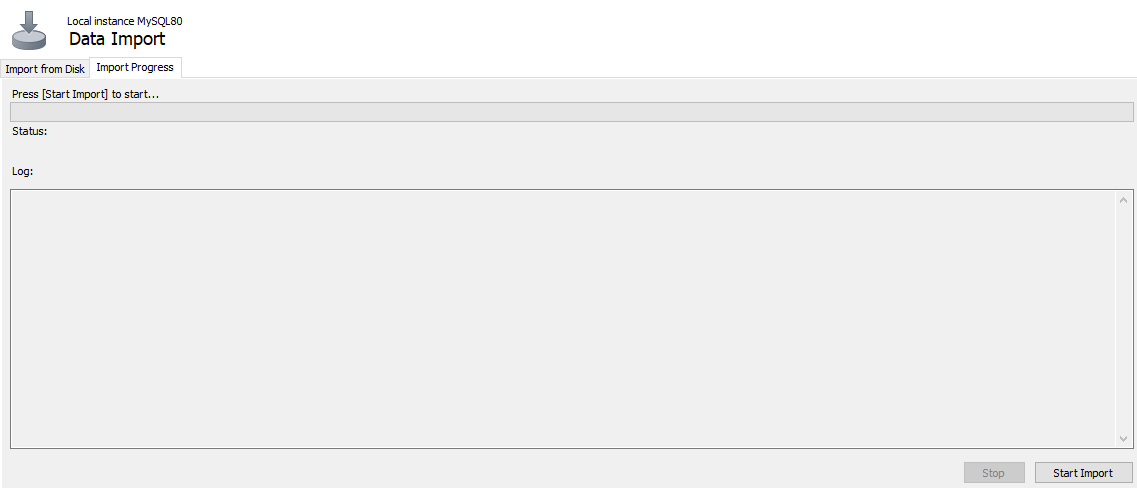 Local instance MySQL80
Data Import
Import from Disk
Import Progress
Press [Start Import] to start...
Status:
Log:
Stop
Start Import